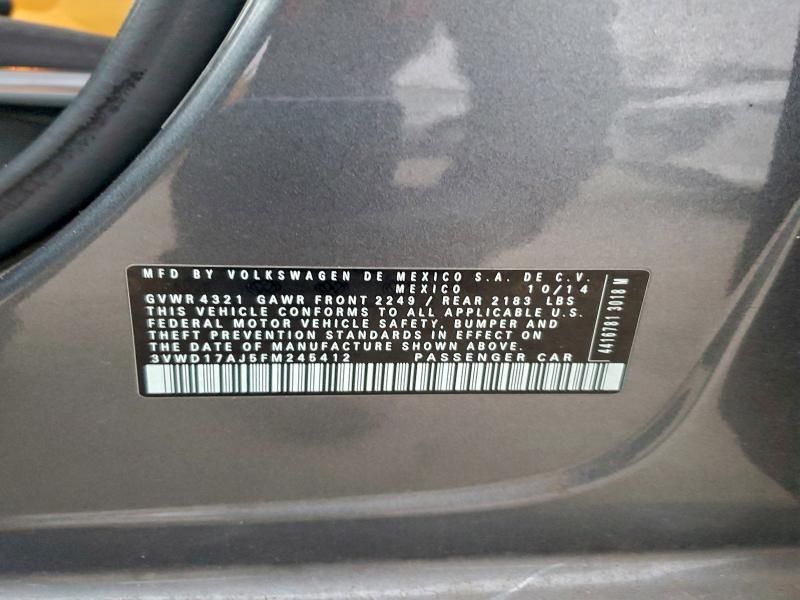 MFD BY VOLKSWAGEN DE MEXICO S.A. DE C.V.
MEXICO 10/14
GVWR 4321 GAWR FRONT 2249 / REAR 2183 LBS
THIS VEHICLE CONFORMS TO ALL APPLICABLE U.S.
FEDERAL MOTOR VEHICLE SAFETY, BUMPER AND
THEFT PREVENTION STANDARDS IN EFFECT ON
THE DATE OF MANUFACTURE SHOWN ABOVE.
3VWD17AJ5FM245412 PASSENGER CAR
4416781 3018 M